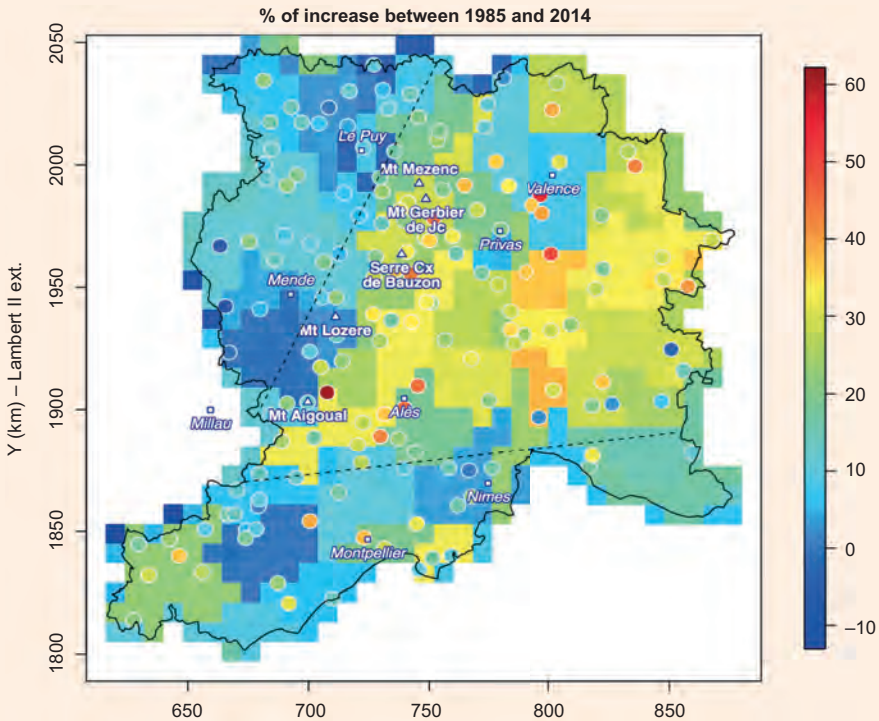 % of increase between 1985 and 2014
Y (km) – Lambert II ext.
2050
2000
1950
1900
1850
1800
650
700
750
800
850
60
50
40
30
20
10
0
–10
Le Puy
Mt Mezenc
Valence
Mt Gerbier
de Jc
Privas
Serre Cx
de Bauzon
Mende
Mt Lozere
Mt Aigoual
Alès
Millau
Nimes
Montpellier